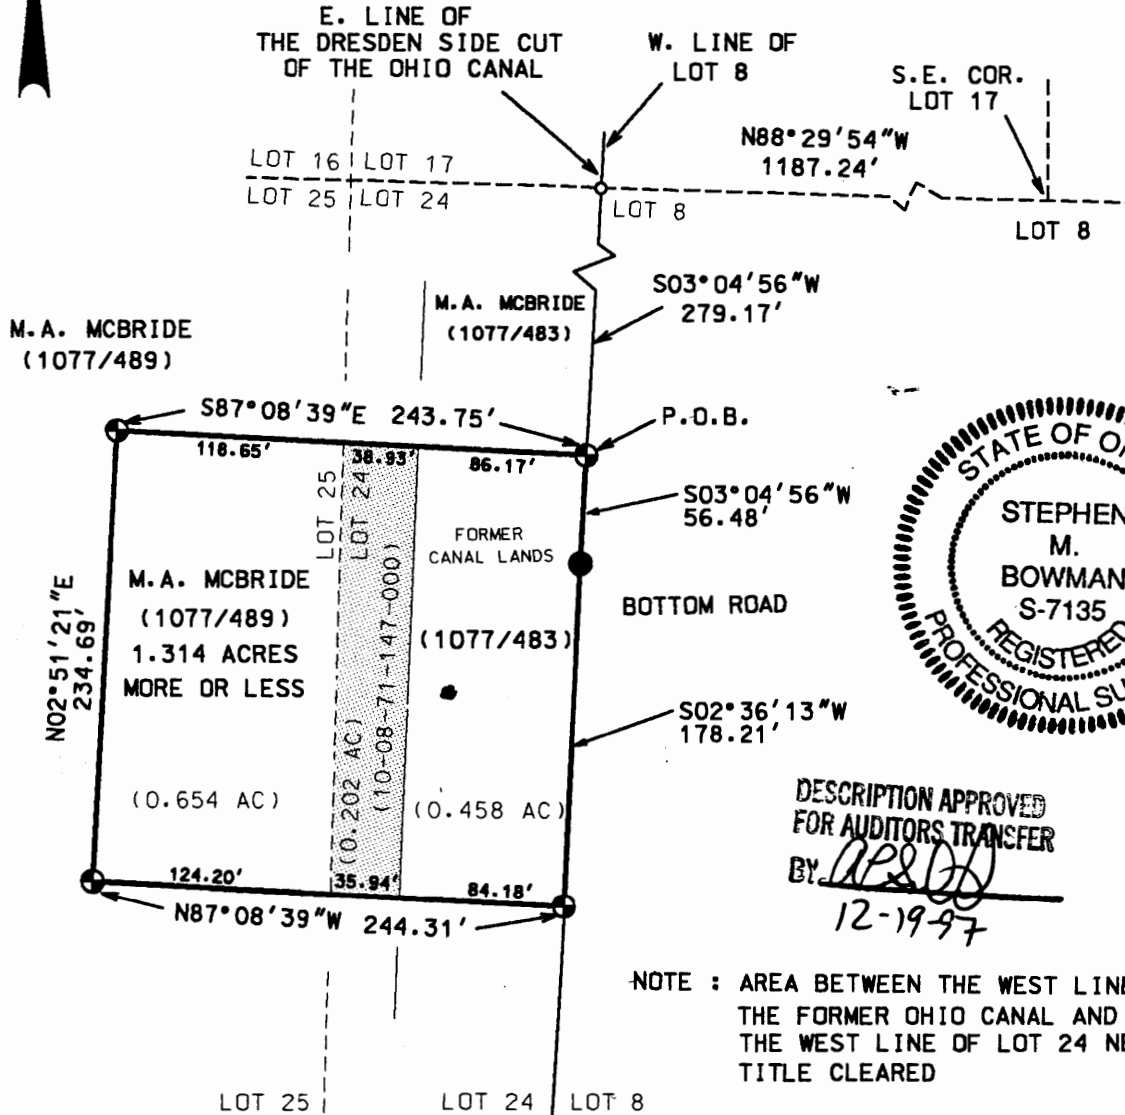 E. LINE OF
THE DRESDEN SIDE CUT
OF THE OHIO CANAL
W. LINE OF
LOT 8
S.E. COR.
LOT 17
N88°29'54"W
1187.24'
LOT 16 LOT 17
LOT 25 LOT 24
LOT 8
LOT 8
S03°04'56"W
279.17'
M.A. MCBRIDE
(1077/483)
M.A. MCBRIDE
(1077/489)
S87°08'39"E 243.75'
P.O.B.
118.65'
38.93'
86.17'
S03°04'56"W
56.48'
LOT 25
LOT 24
FORMER
CANAL LANDS
STATE OF O
STEPHEN
M.
BOWMAN
S-7135
REGISTERED
PROFESSIONAL SU
N02°51'21"E
234.69'
M.A. MCBRIDE
(1077/489)
1.314 ACRES
MORE OR LESS
(10-08-71-147-000)
(1077/483)
BOTTOM ROAD
S02°36'13"W
178.21'
(0.654 AC)
(0.202 AC)
(0.458 AC)
DESCRIPTION APPROVED
FOR AUDITORS TRANSFER
BY
12-19-97
124.20'
35.94'
84.18'
N87°08'39"W 244.31'
NOTE : AREA BETWEEN THE WEST LINE
THE FORMER OHIO CANAL AND
THE WEST LINE OF LOT 24 NE
TITLE CLEARED
LOT 25
LOT 24
LOT 8